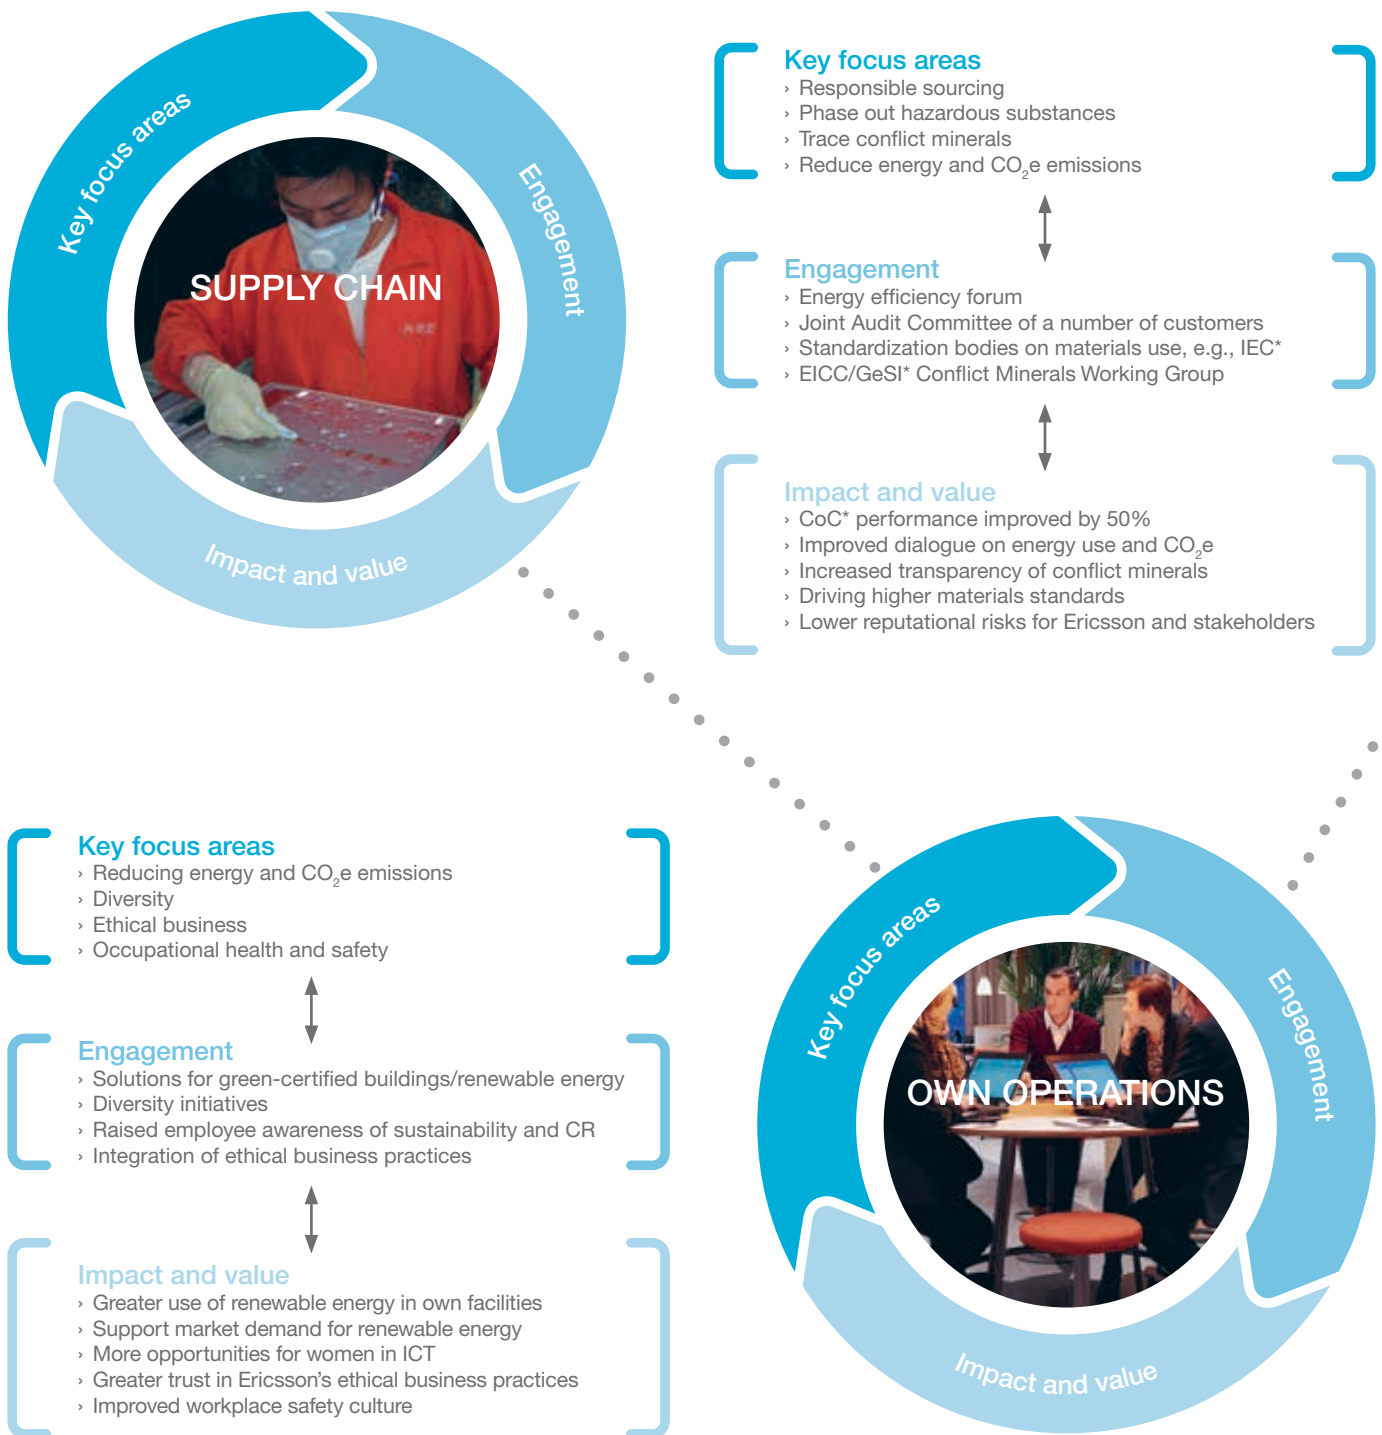 Key focus areas
Engagement
Impact and value
SUPPLY CHAIN
Key focus areas
› Responsible sourcing
› Phase out hazardous substances
› Trace conflict minerals
› Reduce energy and CO₂e emissions
Engagement
› Energy efficiency forum
› Joint Audit Committee of a number of customers
› Standardization bodies on materials use, e.g., IEC*
› EICC/GeSI* Conflict Minerals Working Group
Impact and value
› CoC* performance improved by 50%
› Improved dialogue on energy use and CO₂e
› Increased transparency of conflict minerals
› Driving higher materials standards
› Lower reputational risks for Ericsson and stakeholders
Key focus areas
› Reducing energy and CO₂e emissions
› Diversity
› Ethical business
› Occupational health and safety
Engagement
› Solutions for green-certified buildings/renewable energy
› Diversity initiatives
› Raised employee awareness of sustainability and CR
› Integration of ethical business practices
Impact and value
› Greater use of renewable energy in own facilities
› Support market demand for renewable energy
› More opportunities for women in ICT
› Greater trust in Ericsson's ethical business practices
› Improved workplace safety culture
Key focus areas
Engagement
Impact and value
OWN OPERATIONS